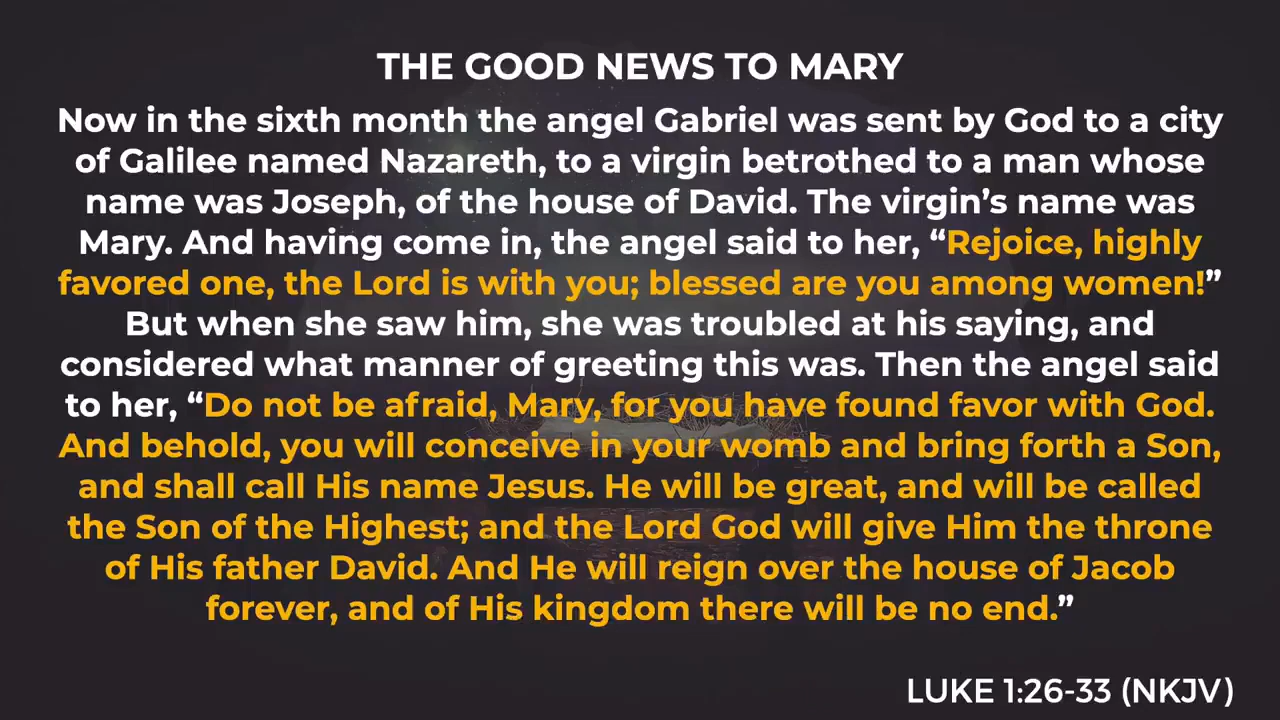 THE GOOD NEWS TO MARY
Now in the sixth month the angel Gabriel was sent by God to a city
of Galilee named Nazareth, to a virgin betrothed to a man whose
name was Joseph, of the house of David. The virgin’s name was
Mary. And having come in, the angel said to her, “Rejoice, highly
favored one, the Lord is with you; blessed are you among women!”
But when she saw him, she was troubled at his saying, and
considered what manner of greeting this was. Then the angel said
to her, “Do not be afraid, Mary, for you have found favor with God.
And behold, you will conceive in your womb and bring forth a Son,
and shall call His name Jesus. He will be great, and will be called
the Son of the Highest; and the Lord God will give Him the throne
of His father David. And He will reign over the house of Jacob
forever, and of His kingdom there will be no end.”
LUKE 1:26-33 (NKJV)